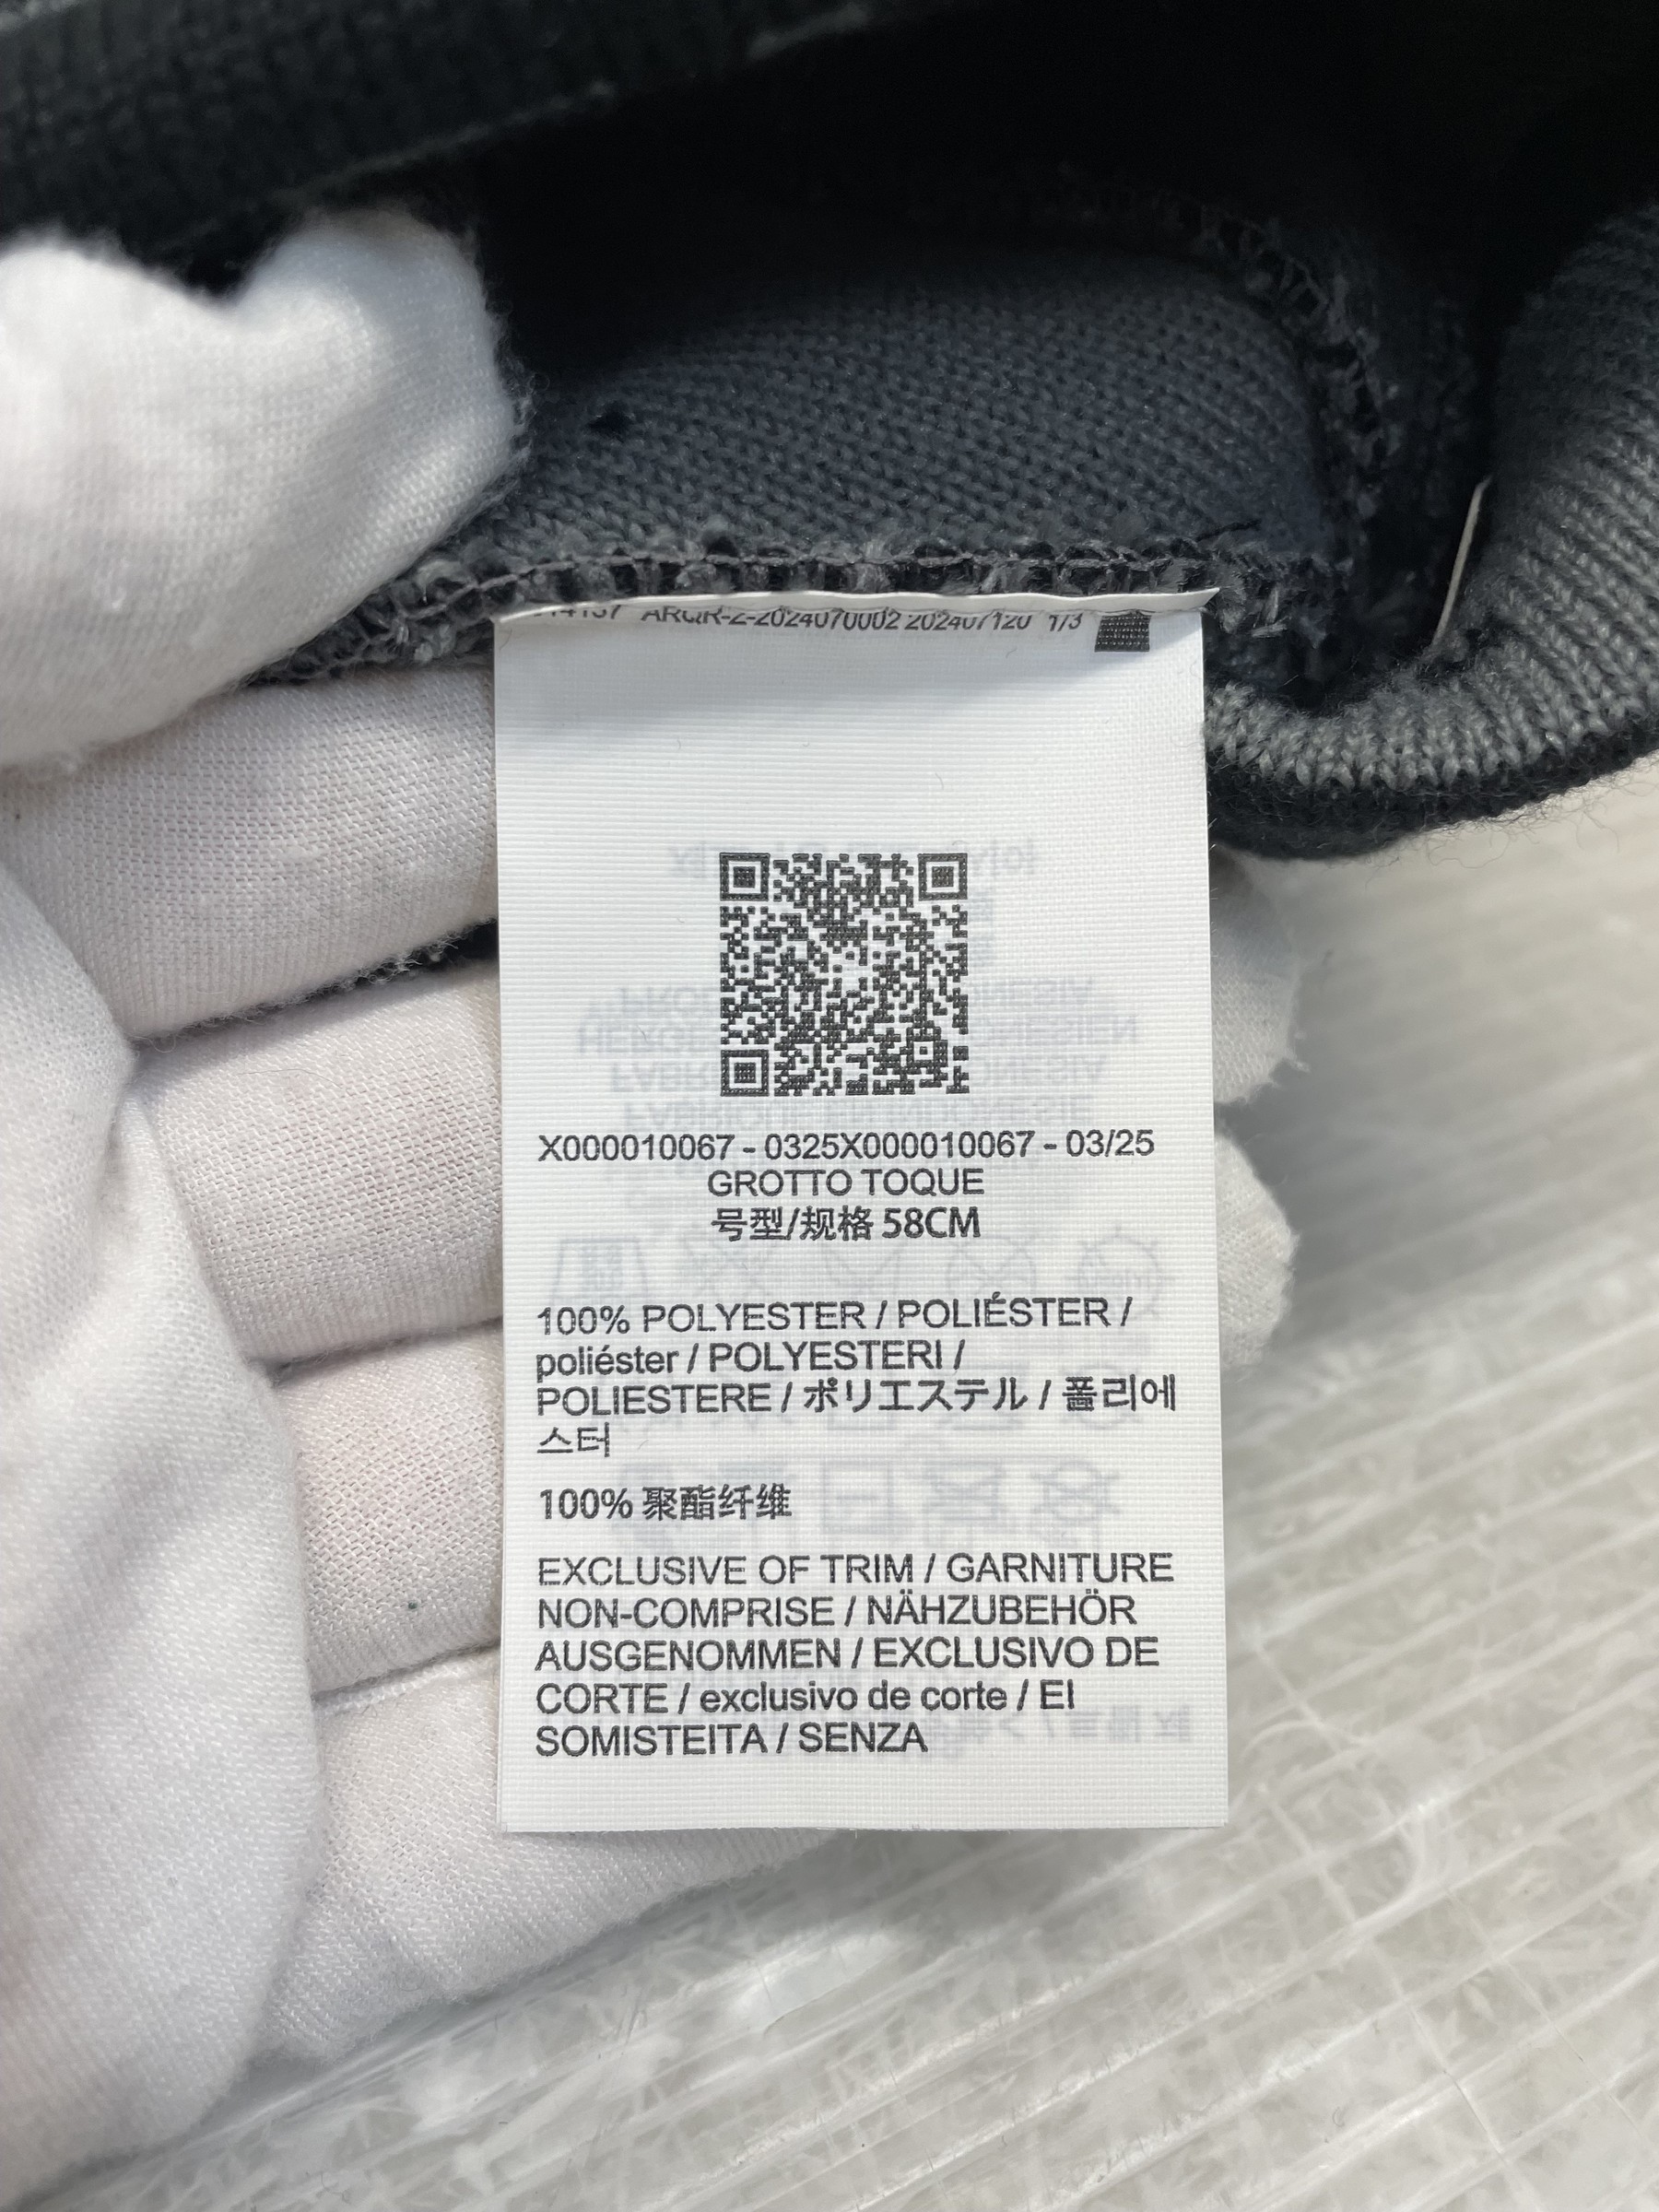 ARQR-Z-2024070002 202407120 1/3
X000010067 - 0325X000010067 - 03/25
GROTTO TOQUE
号型/规格 58CM
100% POLYESTER / POLIÉSTER /
poliéster / POLYESTERI /
POLIESTERE / ポリエステル / 폴리에
스터
100% 聚酯纤维
EXCLUSIVE OF TRIM / GARNITURE
NON-COMPRISE / NÄHZUBEHÖR
AUSGENOMMEN / EXCLUSIVO DE
CORTE / exclusivo de corte / EI
SOMISTEITA / SENZA